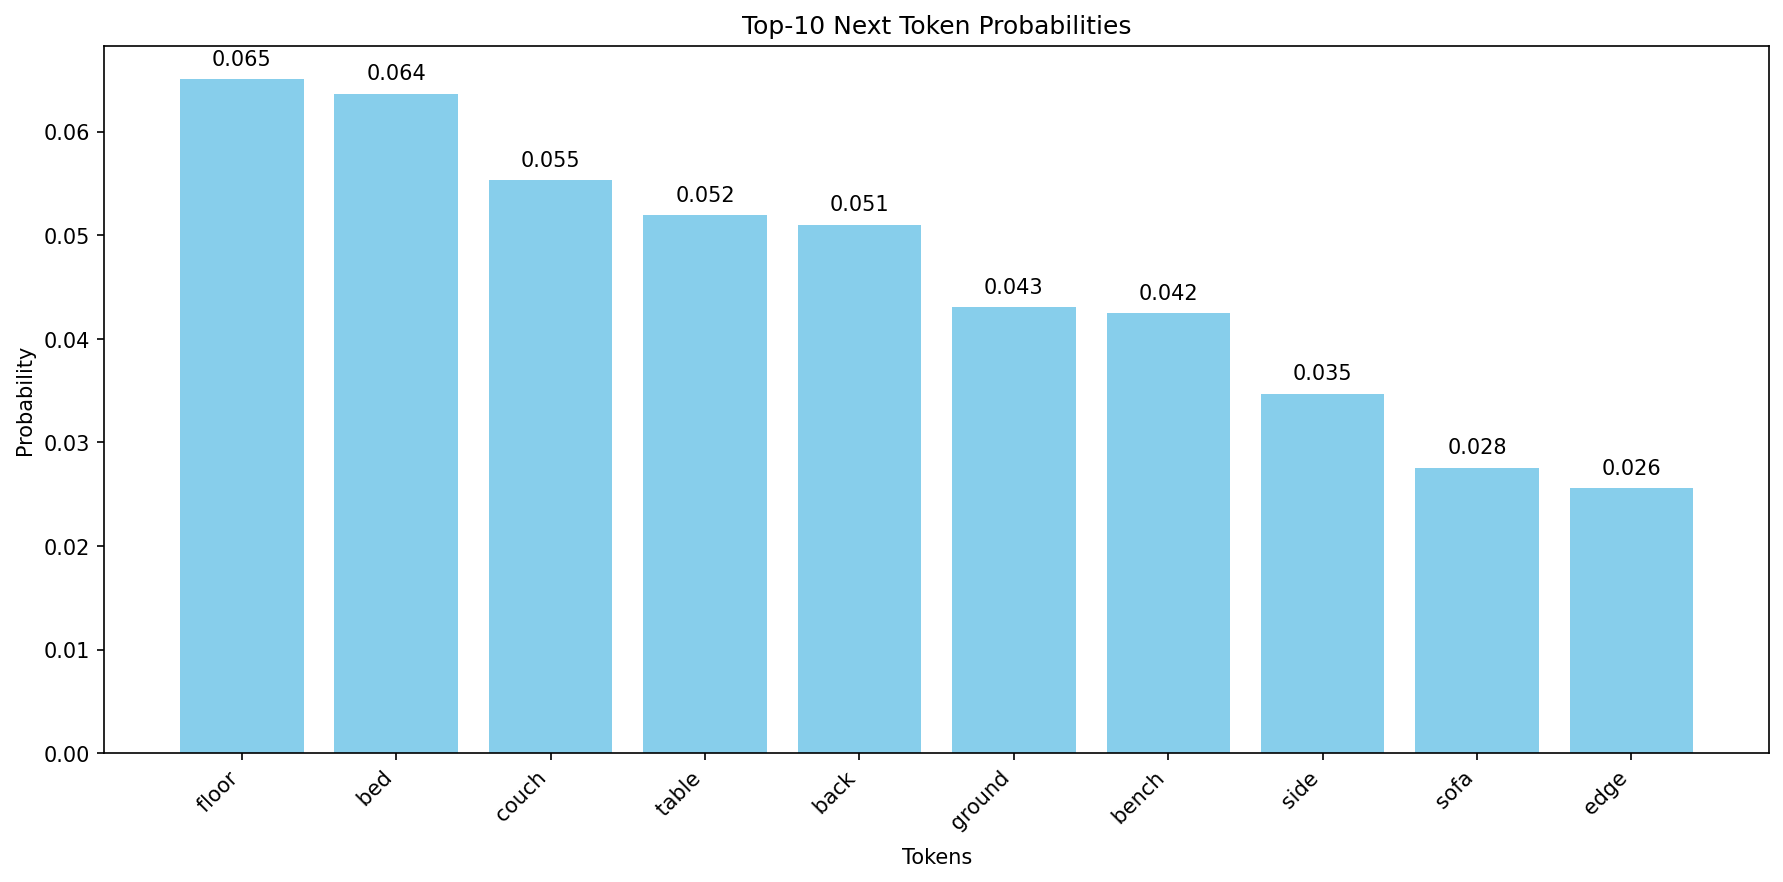 Top-10 Next Token Probabilities
Probability
0.06
0.05
0.04
0.03
0.02
0.01
0.00
0.065
0.064
0.055
0.052
0.051
0.043
0.042
0.035
0.028
0.026
floor
bed
couch
table
back
ground
bench
side
sofa
edge
Tokens